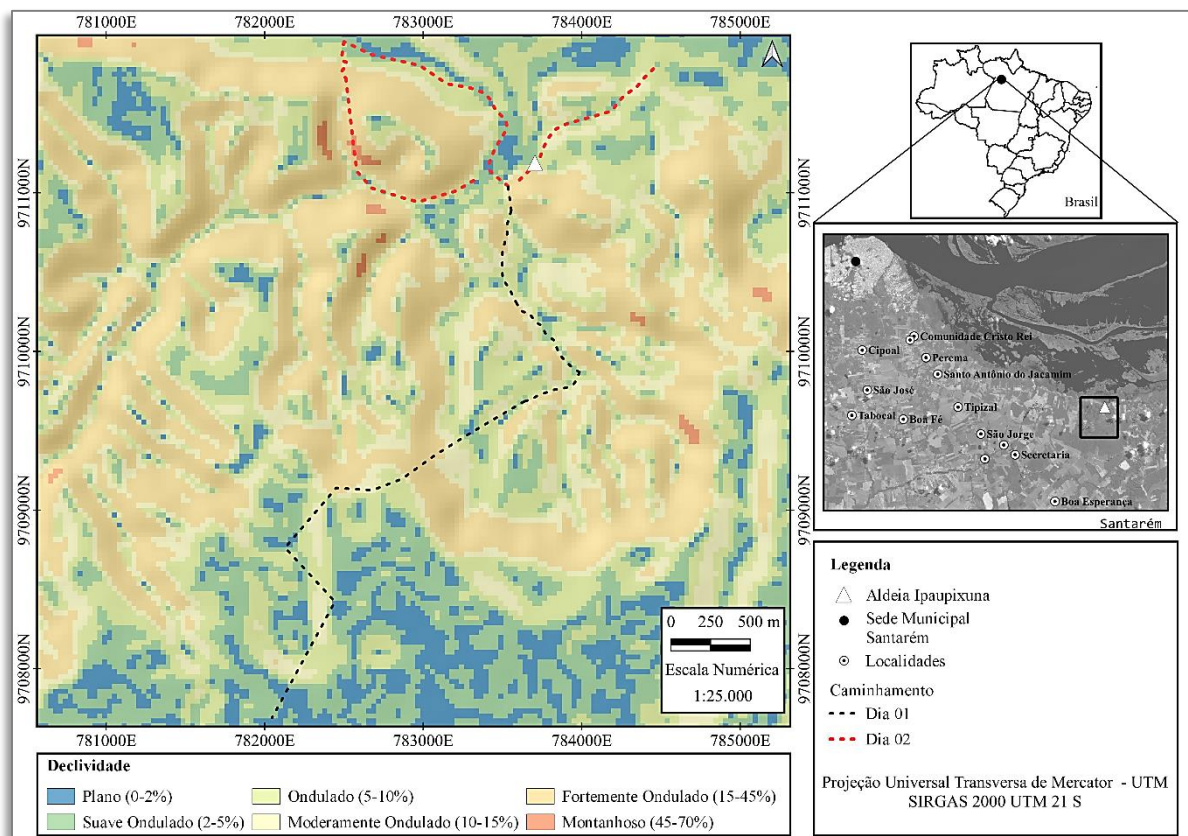 781000E 782000E 783000E 784000E 785000E
9711000N
9710000N
9709000N
9708000N
9711000N
9710000N
9709000N
9708000N
0 250 500 m
Escala Numérica
1:25.000
781000E 782000E 783000E 784000E 785000E
Declividade
Plano (0-2%)
Ondulado (5-10%)
Fortemente Ondulado (15-45%)
Suave Ondulado (2-5%)
Moderamente Ondulado (10-15%)
Montanhoso (45-70%)
Brasil
Comunidade Cristo Rei
Cipoal
Perema
Santo Antônio do Jacamim
São José
Tipizal
Tabocal
Boa Fé
São Jorge
Secretaria
Boa Esperança
Santarém
Legenda
Aldeia Ipaupixuna
Sede Municipal
Santarém
Localidades
Caminhamento
Dia 01
Dia 02
Projeção Universal Transversa de Mercator - UTM
SIRGAS 2000 UTM 21 S